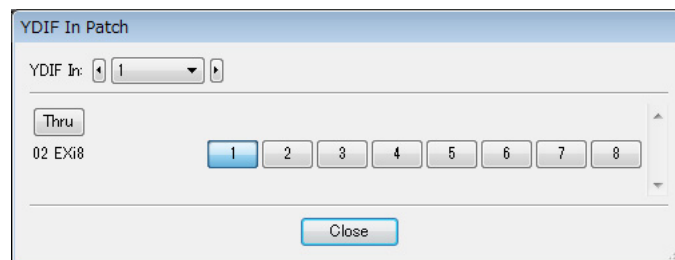 YDIF In Patch
YDIF In: 1
Thru
02 EXi8 1 2 3 4 5 6 7 8
Close